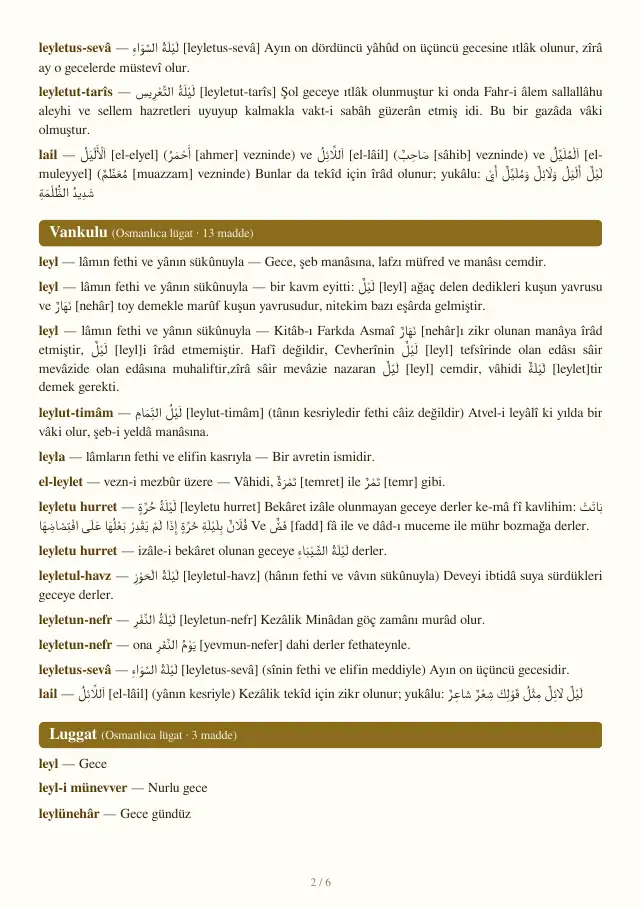 leyletus-sevâ — لَيْلَةُ السَّوَاءِ [leyletus-sevâ] Ayın on dördüncü yâhûd on üçüncü gecesine ıtlâk olunur, zîrâ
ay o gecelerde müstevî olur.
leyletut-tarîs — لَيْلَةُ التَّعْرِيسِ [leyletut-tarîs] Şol geceye ıtlâk olunmuştur ki onda Fahr-i âlem sallallâhu
aleyhi ve sellem hazretleri uyuyup kalmakla vakt-i sabâh güzerân etmiş idi. Bu bir gazâda vâki
olmuştur.
lail — اَلْأَلْيَلُ [el-elyel] (أَحْمَرُ [ahmer] vezninde) ve اَللَّائِلُ [el-lâil] (صَاحِبٌ [sâhib] vezninde) ve اَلْمُلَيَّلُ [el-
muleyyel] (مُعَظَّمٌ [muazzam] vezninde) Bunlar da tekîd için îrâd olunur; yukâlu: لَيْلٌ أَلْيَلُ وَلَائِلٌ وَمُلَيَّلٌ أَيْ
شَدِيدُ الظُّلْمَةِ
Vankulu (Osmanlıca lügat · 13 madde)
leyl — lâmın fethi ve yânın sükûnuyla — Gece, şeb manâsına, lafzı müfred ve manası cemdir.
leyl — lâmın fethi ve yânın sükûnuyla — bir kavm eyitti: لَيْلٌ [leyl] ağaç delen dedikleri kuşun yavrusu
ve نَهَارٌ [nehâr] toy demekle marûf kuşun yavrusudur, nitekim bazı eşârda gelmiştir.
leyl — lâmın fethi ve yânın sükûnuyla — Kitâb-ı Farkda Asmaî نَهَارٌ [nehâr]ı zikr olunan manâya îrâd
etmiştir, لَيْلٌ [leyl]i îrâd etmemiştir. Hafî değildir, Cevherînin لَيْلٌ [leyl] tefsîrinde olan edâsı sâir
mevâzide olan edâsına muhaliftir,zîrâ sâir mevâzie nazaran لَيْلٌ [leyl] cemdir, vâhidi لَيْلَةٌ [leylet]tir
demek gerekti.
leylut-timâm — لَيْلُ التِّمَامِ [leylut-timâm] (tânın kesriyledir fethi câiz değildir) Atvel-i leyâlî ki yılda bir
vâki olur, şeb-i yeldâ manâsına.
leyla — lâmların fethi ve elifin kasrıyla — Bir avretin ismidir.
el-leylet — vezn-i mezbûr üzere — Vâhidi, تَمْرَةٌ [temret] ile تَمْرٌ [temr] gibi.
leyletu hurret — لَيْلَةُ حُرَّةٍ [leyletu hurret] Bekâret izâle olunmayan geceye derler ke-mâ fî kavlihim: بَاتَتْ
فُلَانٌ بِلَيْلَةِ حُرَّةٍ إِذَا لَمْ يَقْدِرْ بَعْلُهَا عَلَى افْتِضَاضِهَا Ve فَضٌّ [fadd] fâ ile ve dâd-ı muceme ile mühr bozmağa derler.
leyletu hurret — izâle-i bekâret olunan geceye لَيْلَةُ الشَّيْبَاءِ derler.
leyletul-havz — لَيْلَةُ الْحَوْزِ [leyletul-havz] (hânın fethi ve vâvın sükûnuyla) Deveyi ibtidâ suya sürdükleri
geceye derler.
leyletun-nefr — لَيْلَةُ النَّفْرِ [leyletun-nefr] Kezâlik Minâdan göç zamânı murâd olur.
leyletun-nefr — ona يَوْمُ النَّفَرِ [yevmun-nefer] dahi derler fethateynle.
leyletus-sevâ — لَيْلَةُ السَّوَاءِ [leyletus-sevâ] (sînin fethi ve elifin meddiyle) Ayın on üçüncü gecesidir.
lail — اَللَّائِلُ [el-lâil] (yânın kesriyle) Kezâlik tekîd için zikr olunur; yukâlu: لَيْلٌ لَائِلٌ مِثْلُ قَوْلِكَ شِعْرٌ شَاعِرٌ
Luggat (Osmanlıca lügat · 3 madde)
leyl — Gece
leyl-i münevver — Nurlu gece
leylünehâr — Gece gündüz
2 / 6